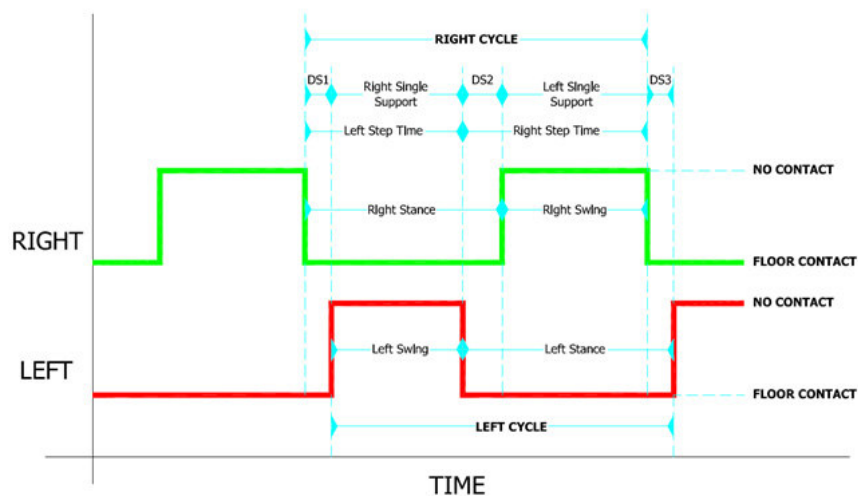 RIGHT CYCLE
DS1
Right Single
Support
DS2
Left Single
Support
DS3
Left Step Time
Right Step Time
NO CONTACT
Right Stance
Right Swing
RIGHT
FLOOR CONTACT
NO CONTACT
Left Swing
Left Stance
LEFT
FLOOR CONTACT
LEFT CYCLE
TIME